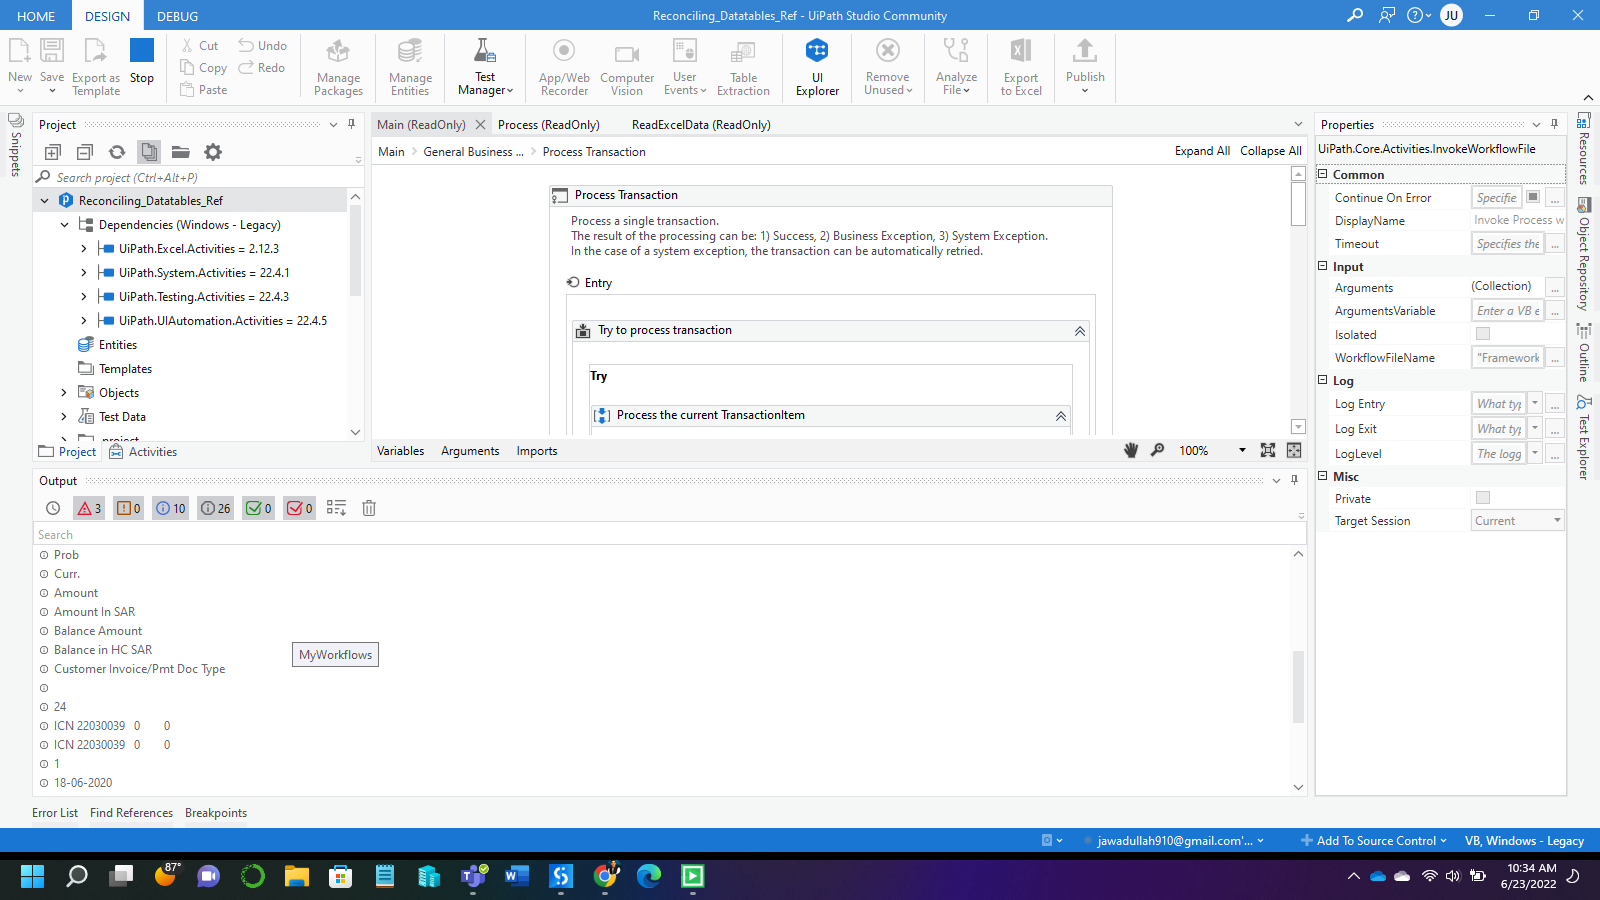 HOME
DESIGN
DEBUG
Reconciling_Datatables_Ref - UiPath Studio Community
JU
New
Save
Export as Template
Stop
Cut
Copy
Paste
Undo
Redo
Manage Packages
Manage Entities
Test Manager
App/Web Recorder
Computer Vision
User Events
Table Extraction
UI Explorer
Remove Unused
Analyze File
Export to Excel
Publish
Snippets
Project
Search project (Ctrl+Alt+P)
Reconciling_Datatables_Ref
Dependencies (Windows - Legacy)
UiPath.Excel.Activities = 2.12.3
UiPath.System.Activities = 22.4.1
UiPath.Testing.Activities = 22.4.3
UiPath.UIAutomation.Activities = 22.4.5
Entities
Templates
Objects
Test Data
.project
Project
Activities
Main (ReadOnly)
Process (ReadOnly)
ReadExcelData (ReadOnly)
Main
General Business ...
Process Transaction
Expand All
Collapse All
Process Transaction
Process a single transaction.
The result of the processing can be: 1) Success, 2) Business Exception, 3) System Exception.
In the case of a system exception, the transaction can be automatically retried.
Entry
Try to process transaction
Try
Process the current TransactionItem
Variables
Arguments
Imports
100%
Properties
UiPath.Core.Activities.InvokeWorkflowFile
Common
Continue On Error Specifie ...
DisplayName Invoke Process w
Timeout Specifies the ...
Input
Arguments (Collection) ...
ArgumentsVariable Enter a VB e ...
Isolated
WorkflowFileName "Framework ...
Log
Log Entry What typ ...
Log Exit What typ ...
LogLevel The logg ...
Misc
Private
Target Session Current
Resources
Object Repository
Outline
Test Explorer
Output
3
0
10
26
0
0
Search
Prob
Curr.
Amount
Amount In SAR
Balance Amount
Balance in HC SAR
MyWorkflows
Customer Invoice/Pmt Doc Type
24
ICN 22030039 0 0
ICN 22030039 0 0
1
18-06-2020
Error List
Find References
Breakpoints
jawadullah910@gmail.com'...
Add To Source Control
VB, Windows - Legacy
87°
10:34 AM
6/23/2022